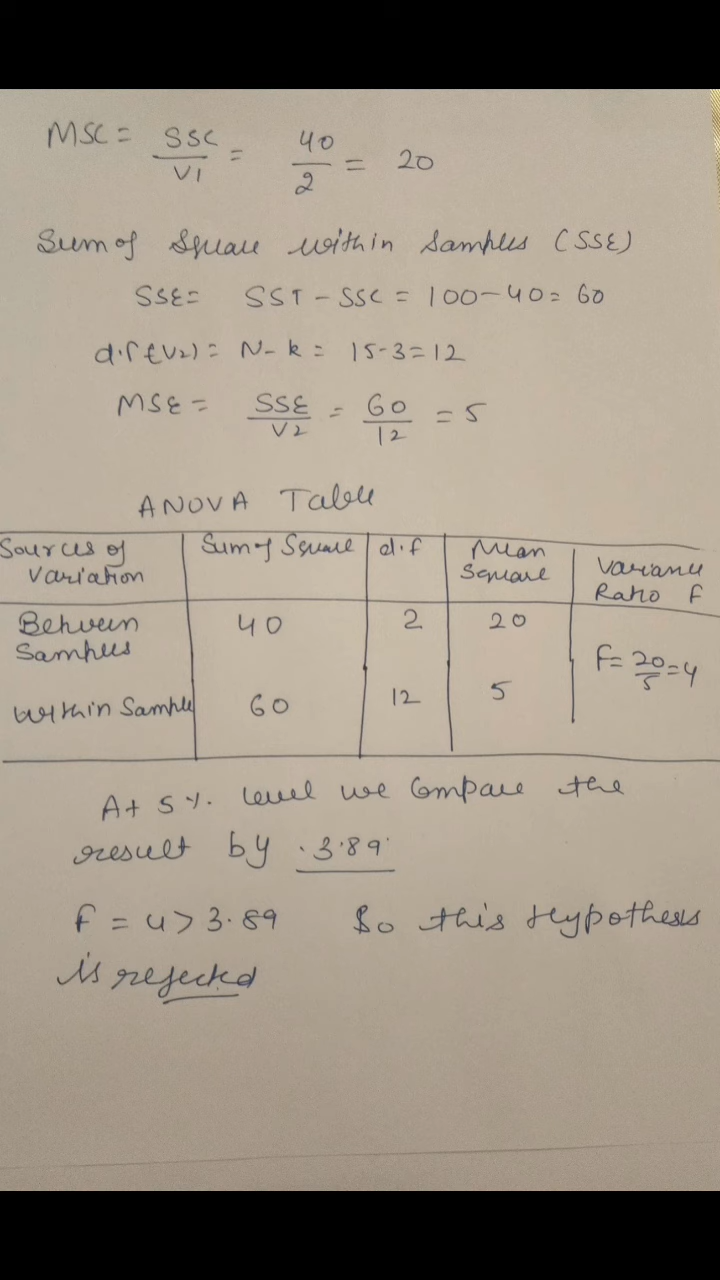 MSC = SSC/V1 = 40/2 = 20
Sum of Square within Samples (SSE)
SSE = SST - SSC = 100 - 40 = 60
d.f (V2) = N - k = 15-3 = 12
MSE = SSE/V2 = 60/12 = 5
ANOVA Table
Sources of Variation | Sum of Square | d.f | Mean Square | Variance Ratio F
Between Samples | 40 | 2 | 20 | F = 20/5 = 4
Within Sample | 60 | 12 | 5
At 5 %. level we Compare the
result by .3.89.
F = 4 > 3.89 So this Hypothesis
is rejected